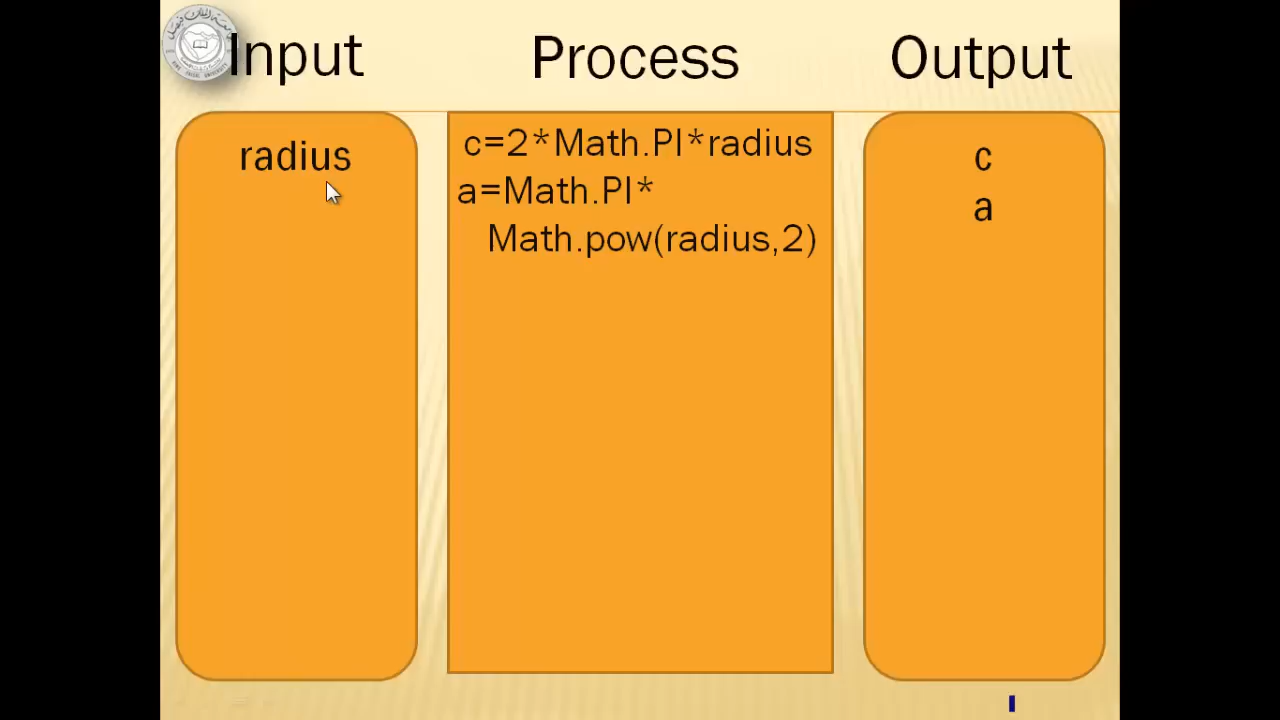 Input
Process
Output
radius
c=2*Math.PI*radius
a=Math.PI*
Math.pow(radius,2)
c
a